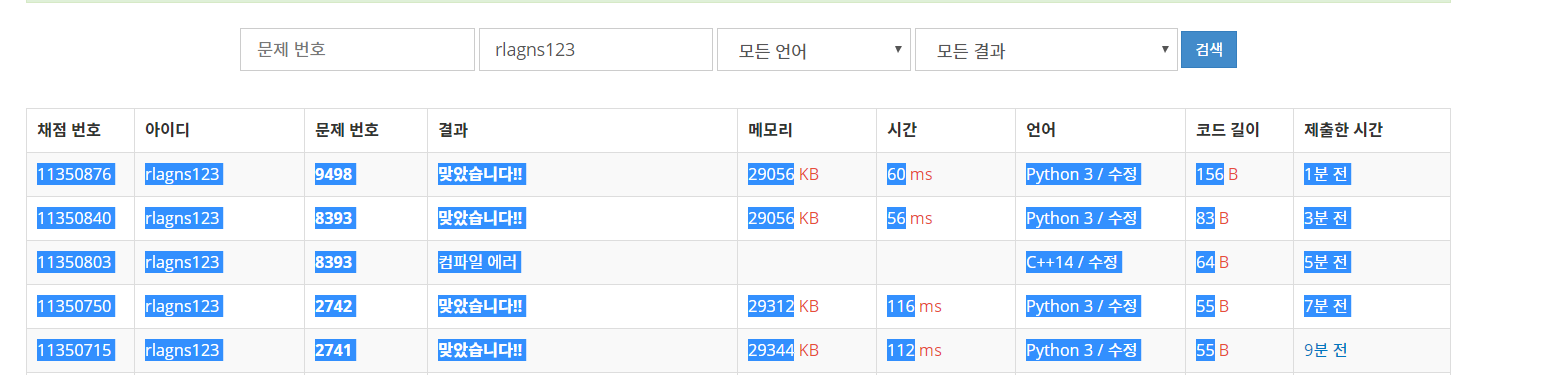 문제 번호 rlagns123 모든 언어 ▼ 모든 결과 ▼ 검색
채점 번호 아이디 문제 번호 결과 메모리 시간 언어 코드 길이 제출한 시간
11350876 rlagns123 9498 맞았습니다!! 29056 KB 60 ms Python 3 / 수정 156 B 1분 전
11350840 rlagns123 8393 맞았습니다!! 29056 KB 56 ms Python 3 / 수정 83 B 3분 전
11350803 rlagns123 8393 컴파일 에러 C++14 / 수정 64 B 5분 전
11350750 rlagns123 2742 맞았습니다!! 29312 KB 116 ms Python 3 / 수정 55 B 7분 전
11350715 rlagns123 2741 맞았습니다!! 29344 KB 112 ms Python 3 / 수정 55 B 9분 전